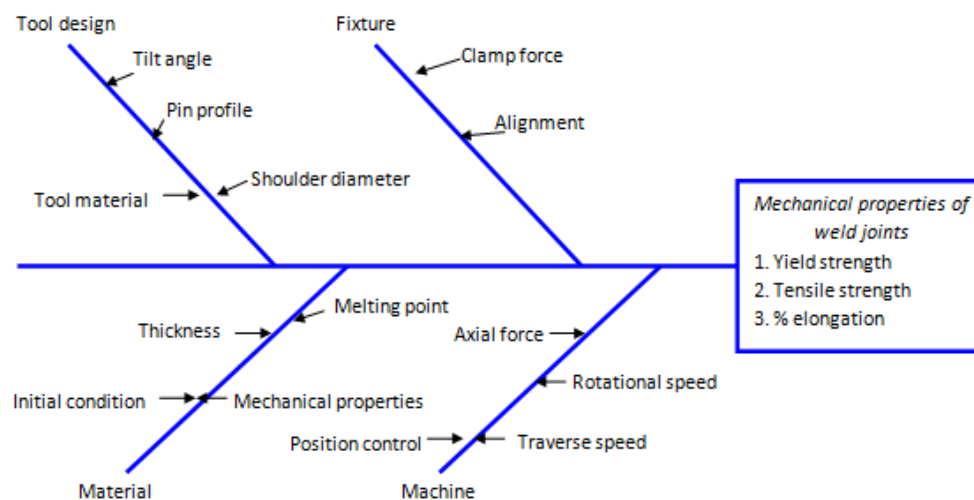 Tool design
Fixture
Tilt angle
Clamp force
Pin profile
Alignment
Shoulder diameter
Tool material
Mechanical properties of
weld joints
1. Yield strength
2. Tensile strength
3. % elongation
Melting point
Thickness
Axial force
Rotational speed
Initial condition
Mechanical properties
Position control
Traverse speed
Material
Machine